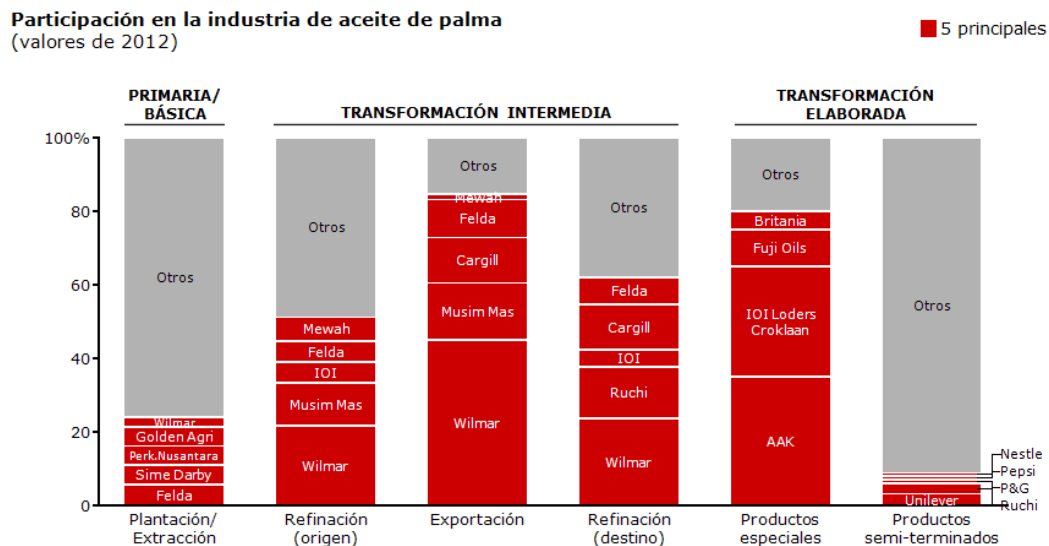 Participación en la industria de aceite de palma
(valores de 2012)
5 principales
PRIMARIA/
BÁSICA
TRANSFORMACIÓN INTERMEDIA
TRANSFORMACIÓN
ELABORADA
100%
80
60
40
20
0
Otros
Wilmar
Golden Agri
Perk.Nusantara
Sime Darby
Felda
Plantación/
Extracción
Otros
Mewah
Felda
IOI
Musim Mas
Wilmar
Refinación
(origen)
Otros
Mewah
Felda
Cargill
Musim Mas
Wilmar
Exportación
Otros
Felda
Cargill
IOI
Ruchi
Wilmar
Refinación
(destino)
Otros
Britania
Fuji Oils
IOI Loders
Croklaan
AAK
Productos
especiales
Otros
Nestle
Pepsi
P&G
Ruchi
Unilever
Productos
semi-terminados